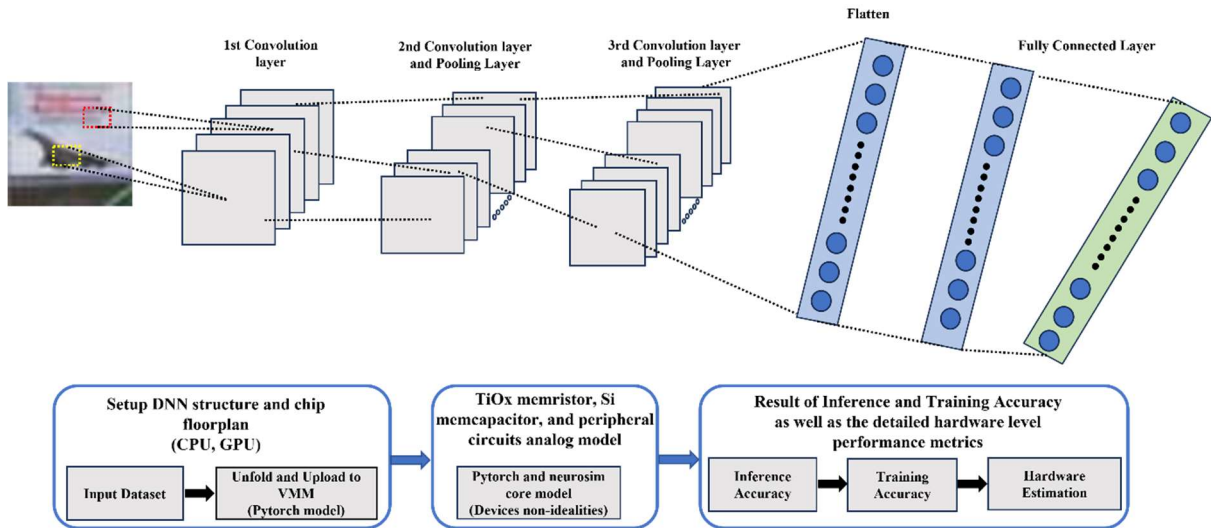 Flatten
1st Convolution
layer
2nd Convolution layer
and Pooling Layer
3rd Convolution layer
and Pooling Layer
Fully Connected Layer
Setup DNN structure and chip
floorplan
(CPU, GPU)
Input Dataset
Unfold and Upload to
VMM
(Pytorch model)
TiOx memristor, Si
memcapacitor, and peripheral
circuits analog model
Pytorch and neurosim
core model
(Devices non-idealities)
Result of Inference and Training Accuracy
as well as the detailed hardware level
performance metrics
Inference
Accuracy
Training
Accuracy
Hardware
Estimation